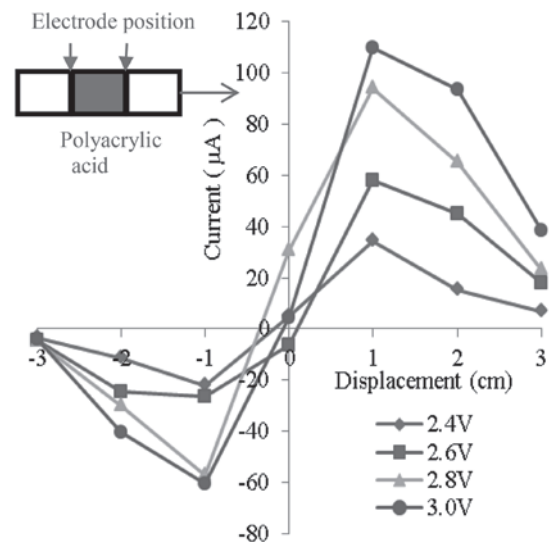 Electrode position
Polyacrylic
acid
Current ( μA )
120
100
80
60
40
20
0
-20
-40
-60
-80
-3
-2
-1
0
1
2
3
Displacement (cm)
2.4V
2.6V
2.8V
3.0V